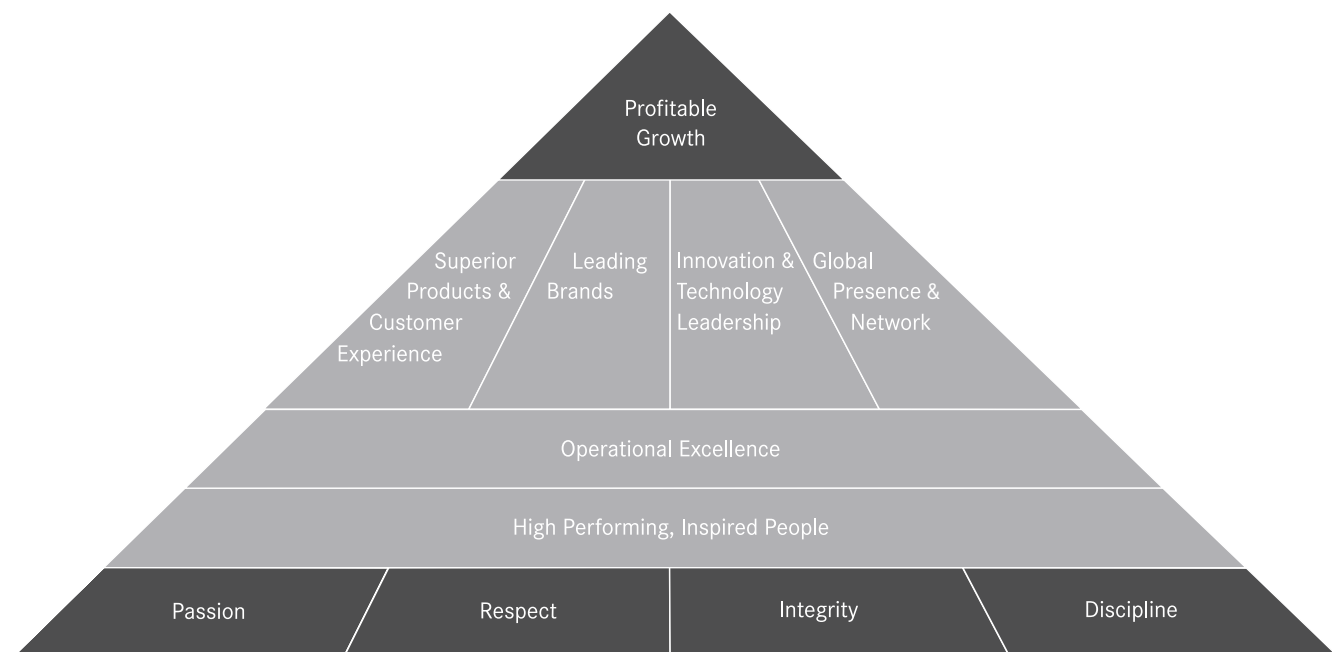 Profitable
Growth
Superior
Products &
Customer
Experience
Leading
Brands
Innovation &
Technology
Leadership
Global
Presence &
Network
Operational Excellence
High Performing, Inspired People
Passion
Respect
Integrity
Discipline